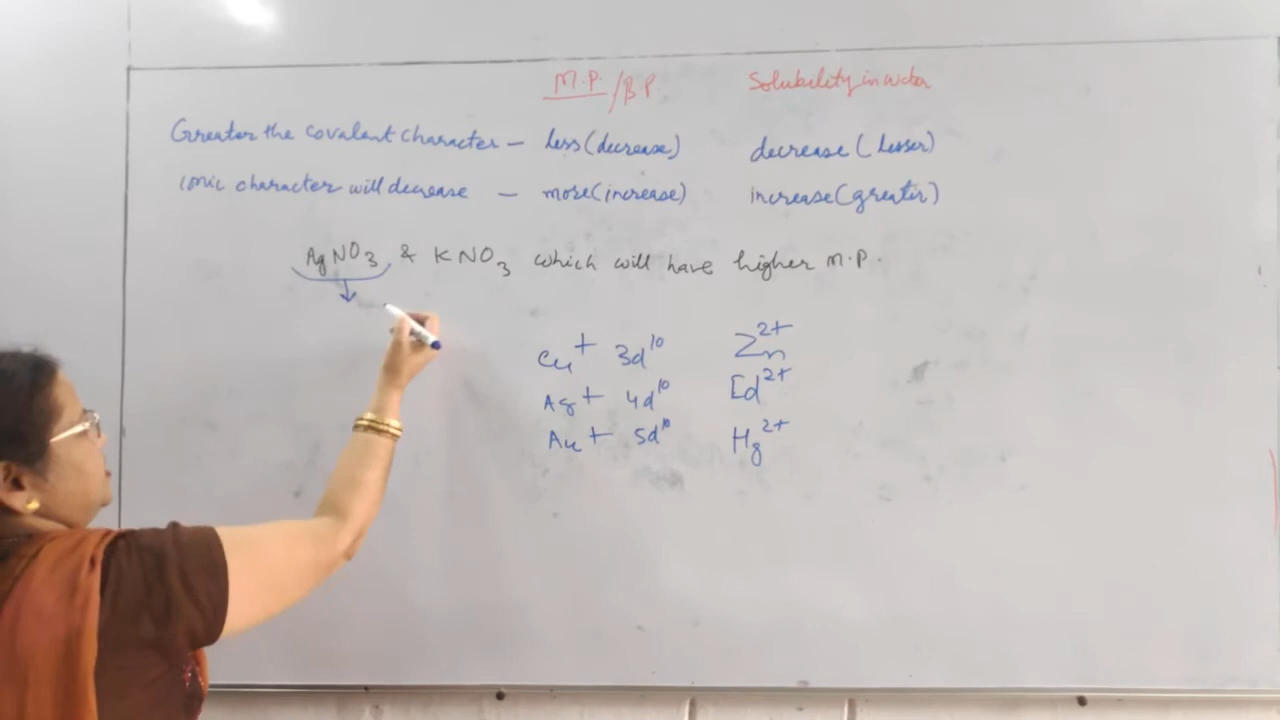 M.P./B.P. Solubility in water
Greater the covalent character – less (decrease) decrease (lesser)
ionic character will decrease – more (increase) increase (greater)
AgNO3 & KNO3 which will have higher M.P.
Cu+ 3d10 Zn2+
Ag+ 4d10 Cd2+
Au+ 5d10 Hg2+